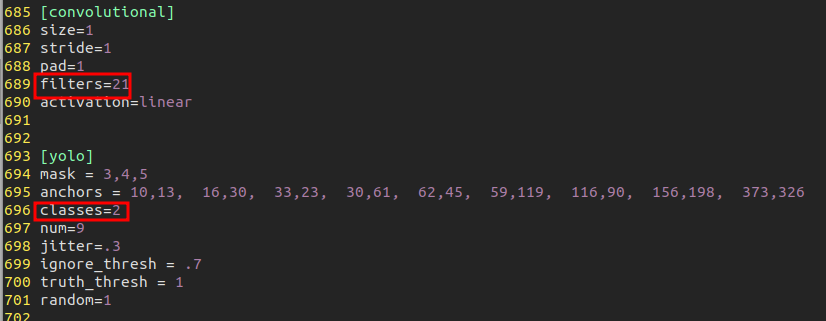 685 [convolutional]
686 size=1
687 stride=1
688 pad=1
689 filters=21
690 activation=linear
691
692
693 [yolo]
694 mask = 3,4,5
695 anchors = 10,13,  16,30,  33,23,  30,61,  62,45,  59,119,  116,90,  156,198,  373,326
696 classes=2
697 num=9
698 jitter=.3
699 ignore_thresh = .7
700 truth_thresh = 1
701 random=1
702